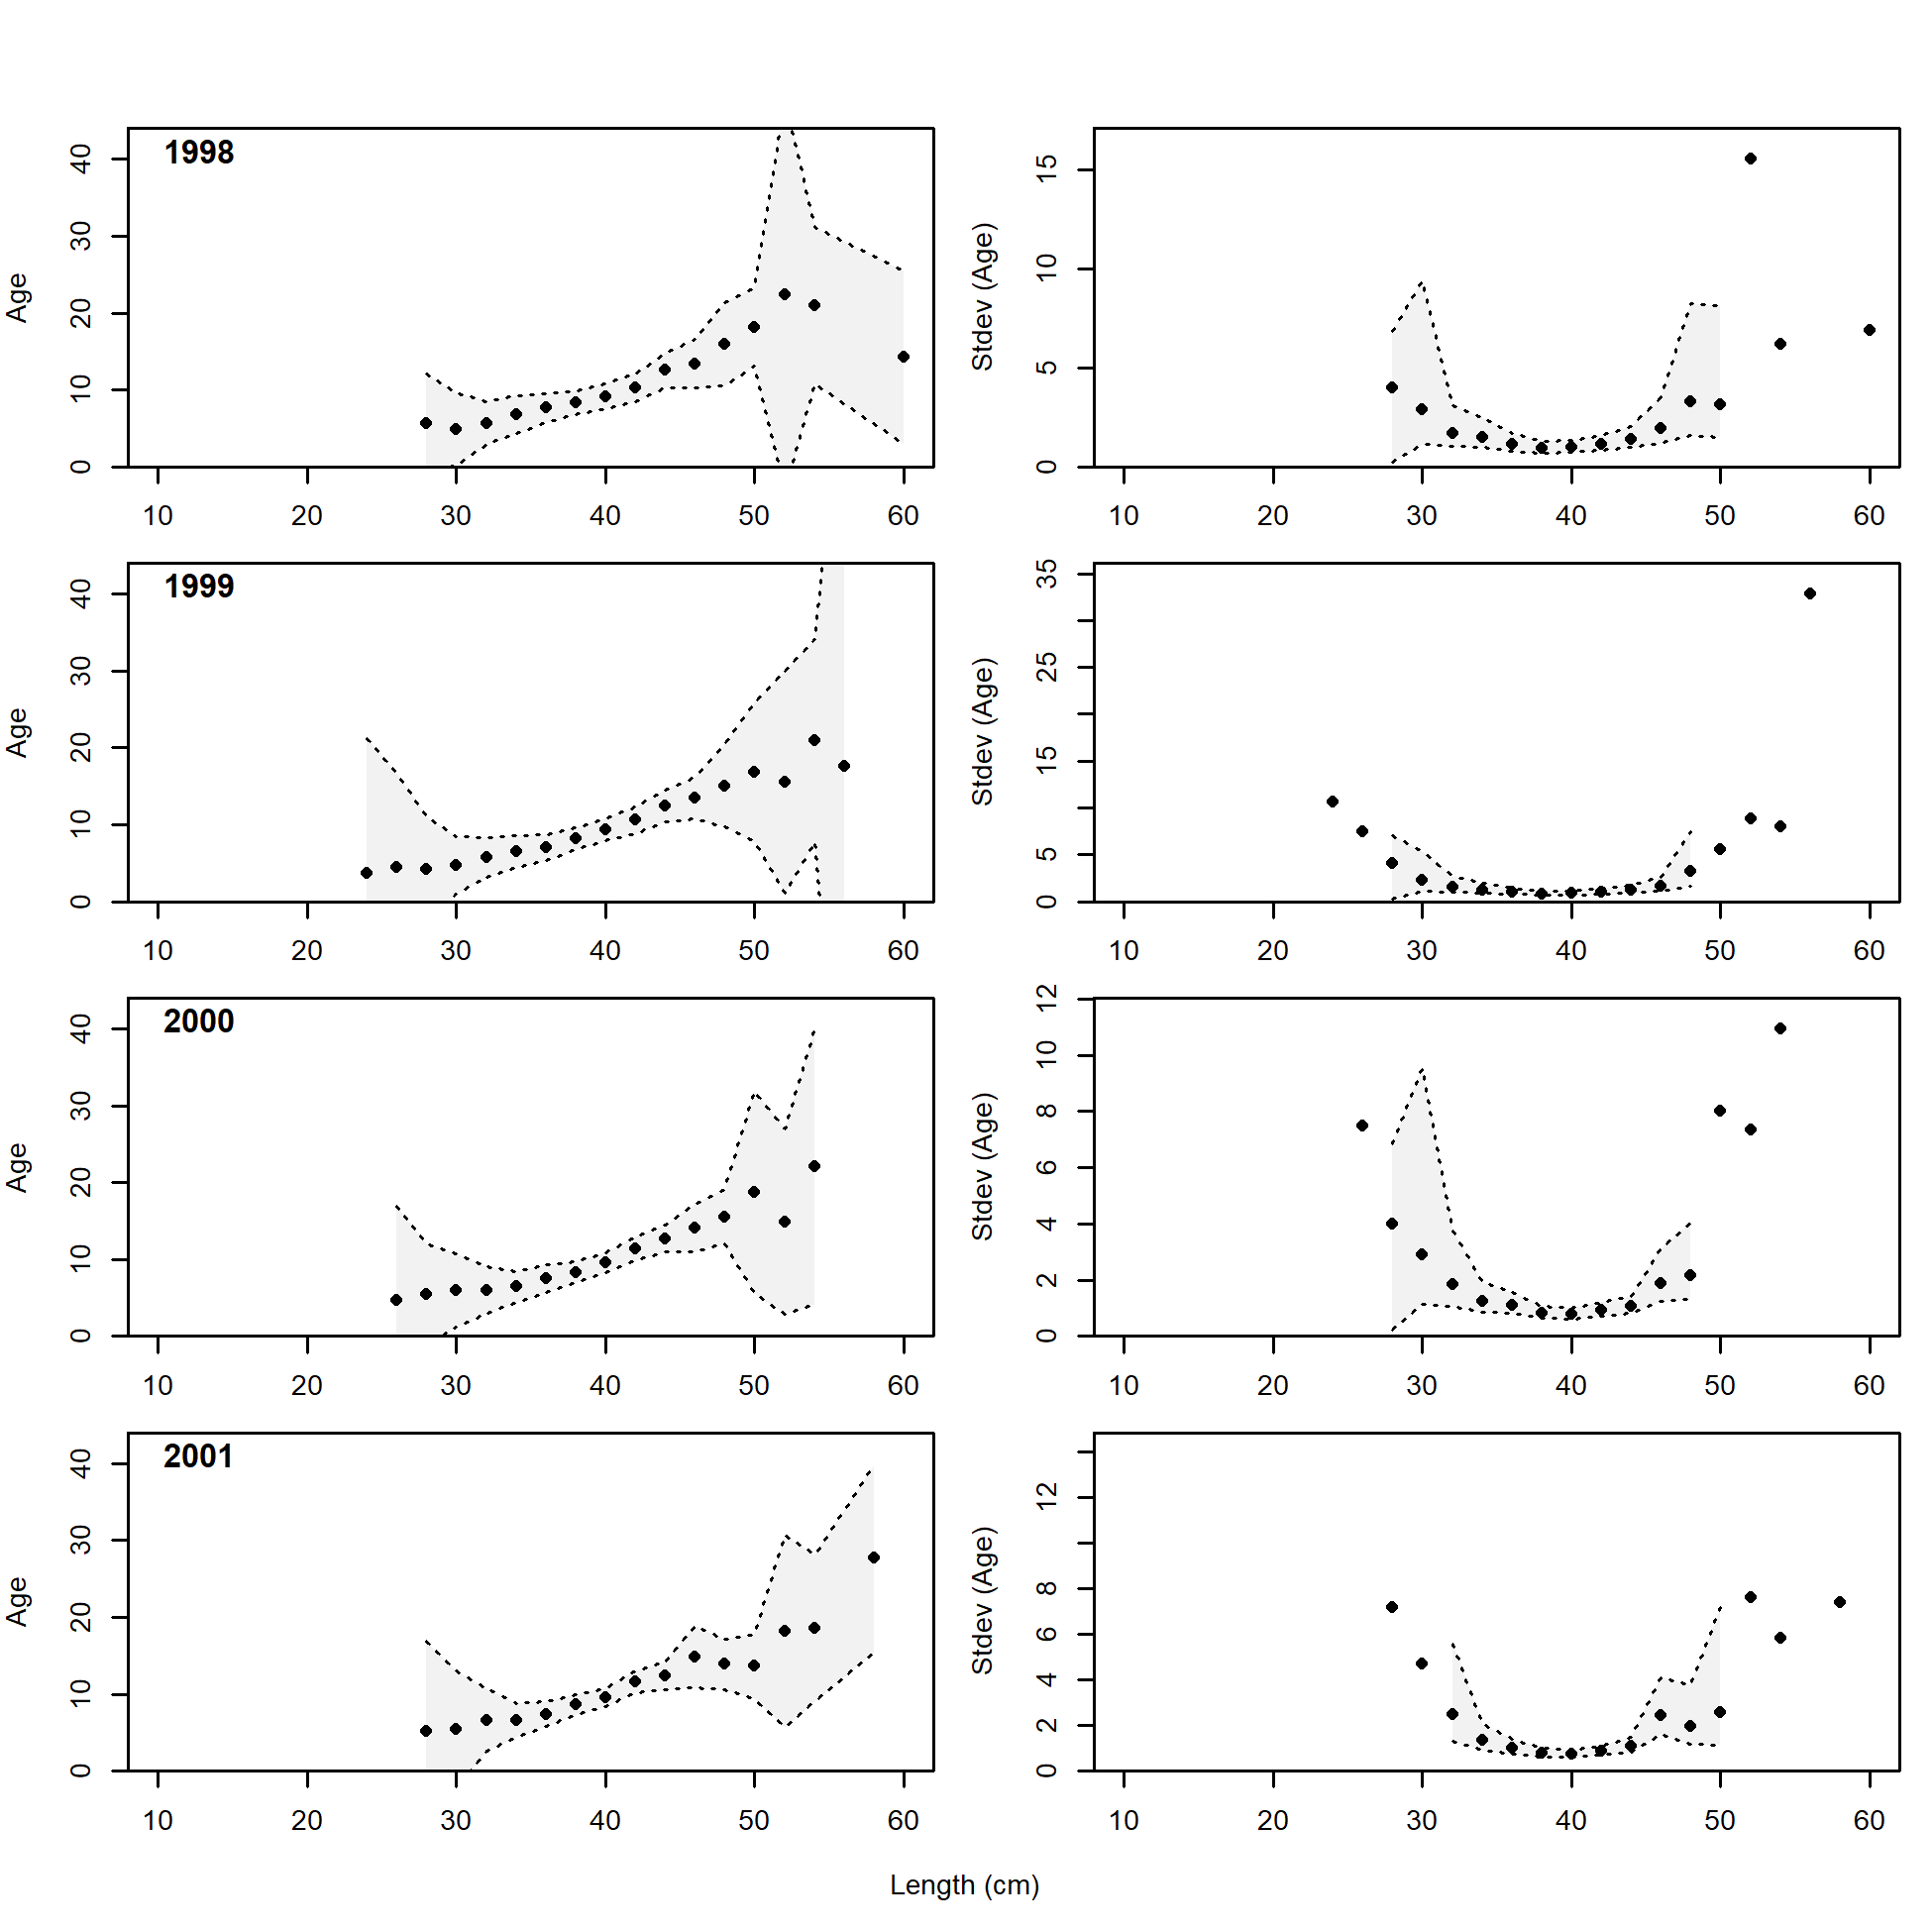 1998
Age
0 10 20 30 40
10 20 30 40 50 60
Stdev (Age)
0 5 10 15
10 20 30 40 50 60
1999
Age
0 10 20 30 40
10 20 30 40 50 60
Stdev (Age)
0 5 15 25 35
10 20 30 40 50 60
2000
Age
0 10 20 30 40
10 20 30 40 50 60
Stdev (Age)
0 2 4 6 8 10 12
10 20 30 40 50 60
2001
Age
0 10 20 30 40
10 20 30 40 50 60
Stdev (Age)
0 2 4 6 8 12
10 20 30 40 50 60
Length (cm)